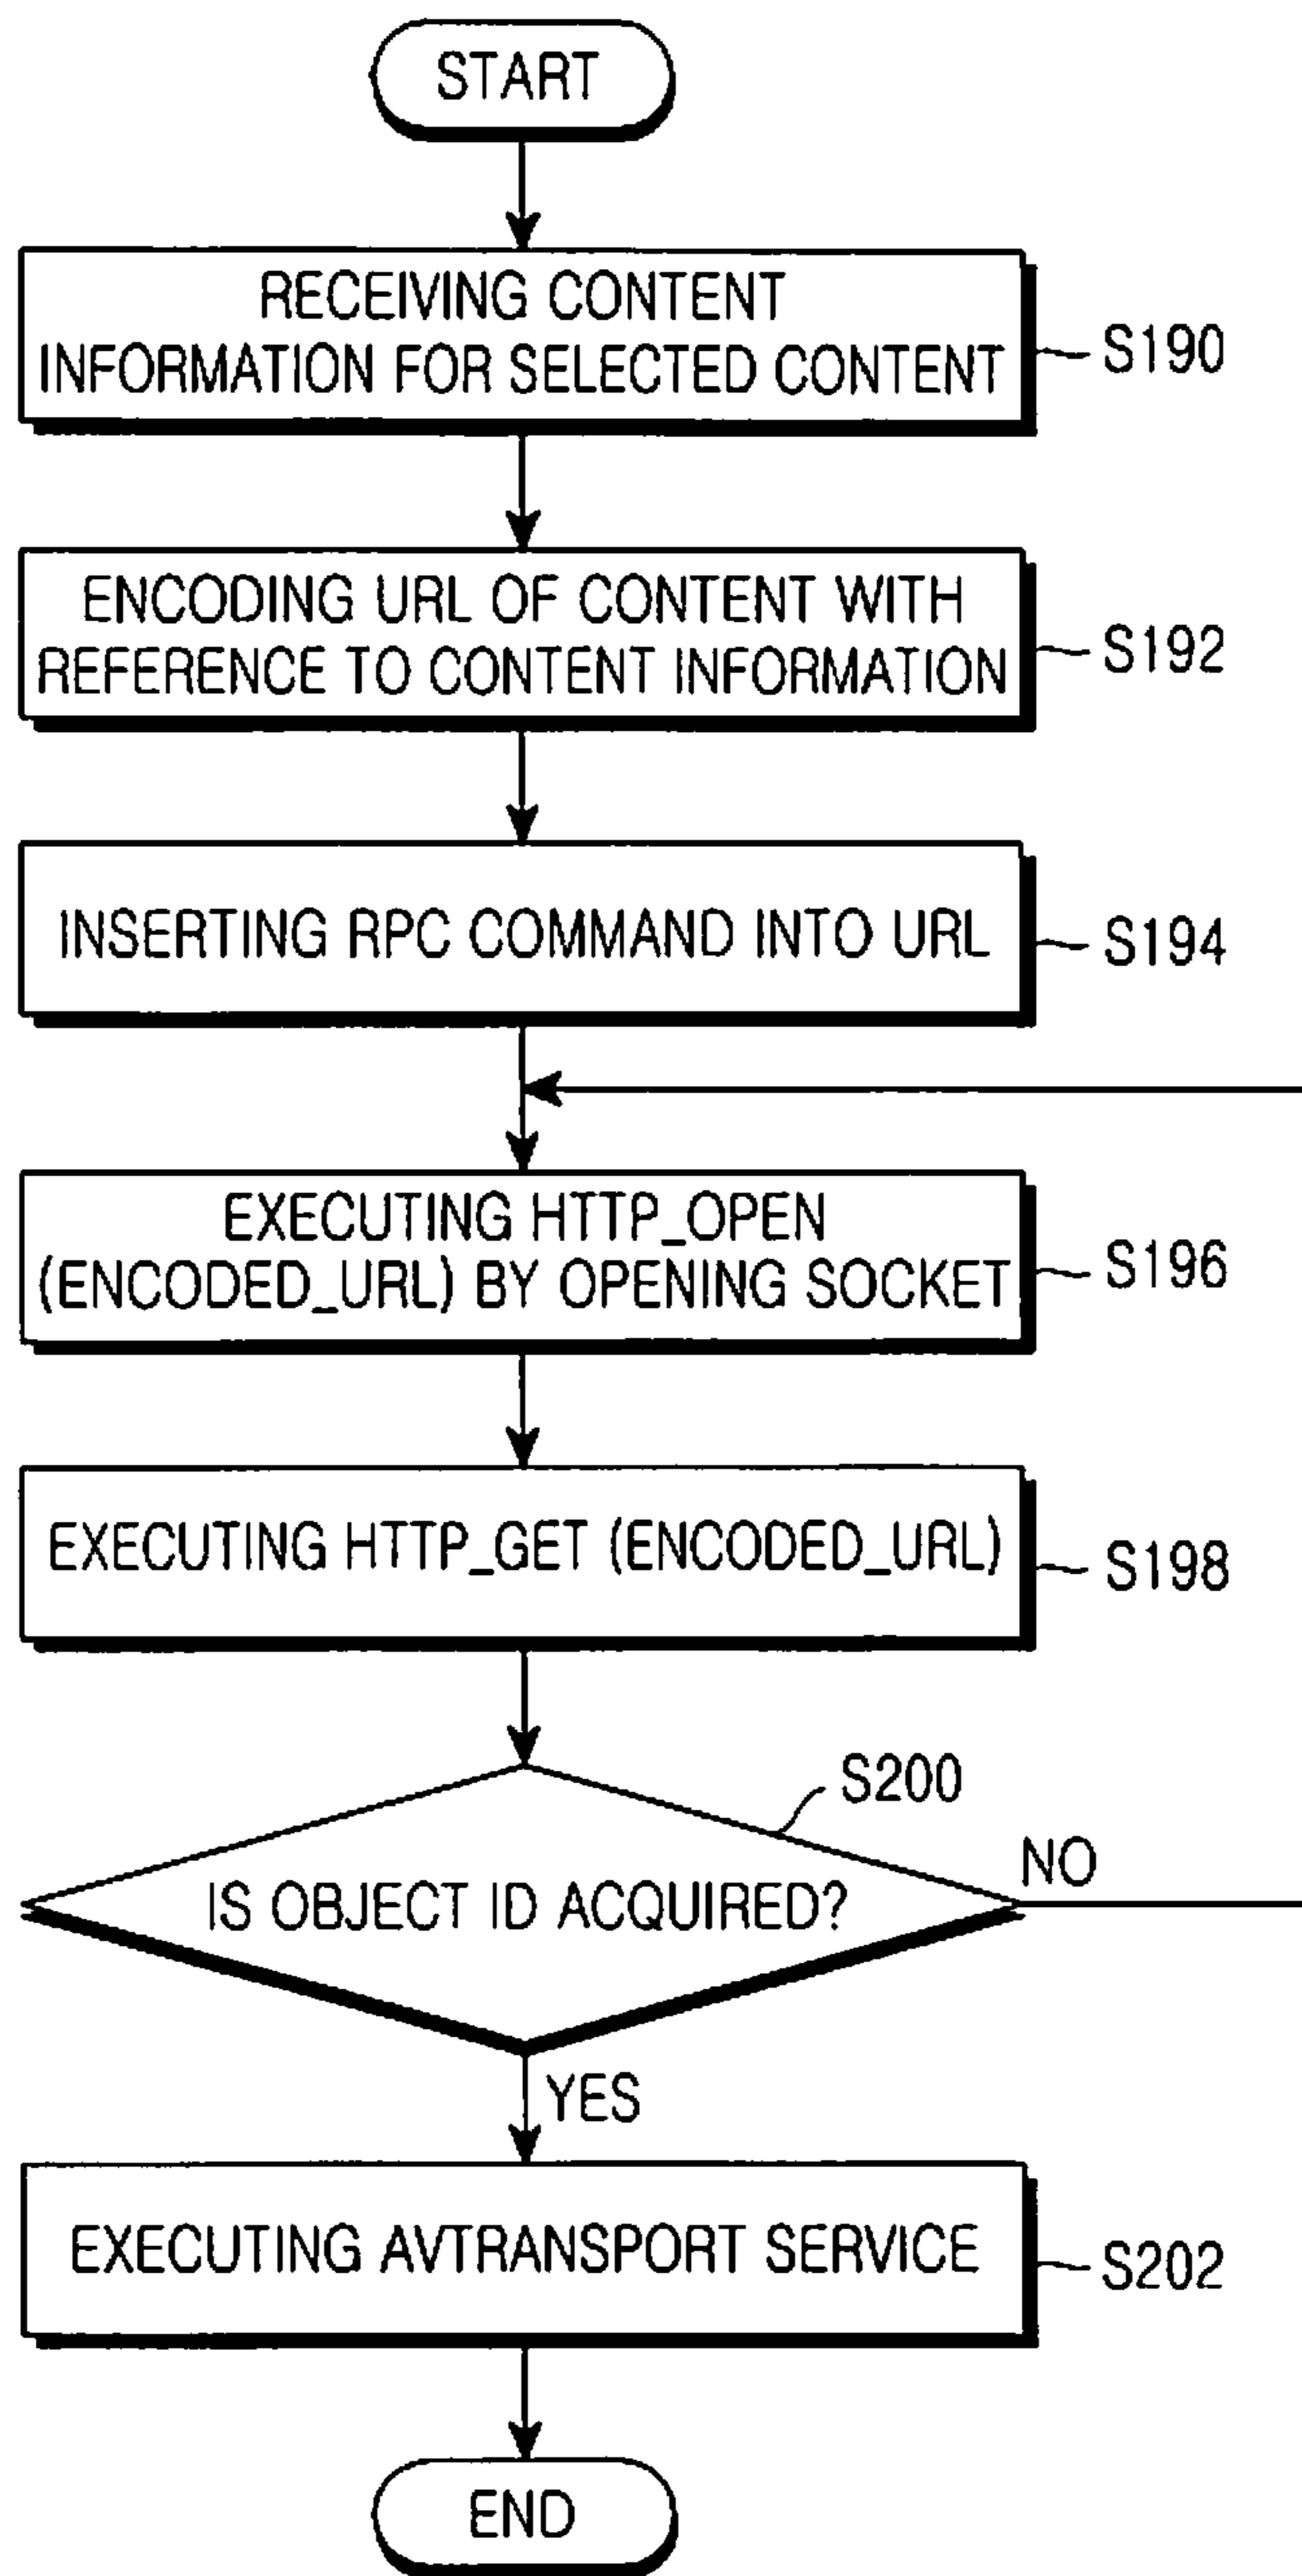 START
RECEIVING CONTENT
INFORMATION FOR SELECTED CONTENT
S190
ENCODING URL OF CONTENT WITH
REFERENCE TO CONTENT INFORMATION
S192
INSERTING RPC COMMAND INTO URL
S194
EXECUTING HTTP_OPEN
(ENCODED_URL) BY OPENING SOCKET
S196
EXECUTING HTTP_GET (ENCODED_URL)
S198
S200
IS OBJECT ID ACQUIRED?
NO
YES
EXECUTING AVTRANSPORT SERVICE
S202
END